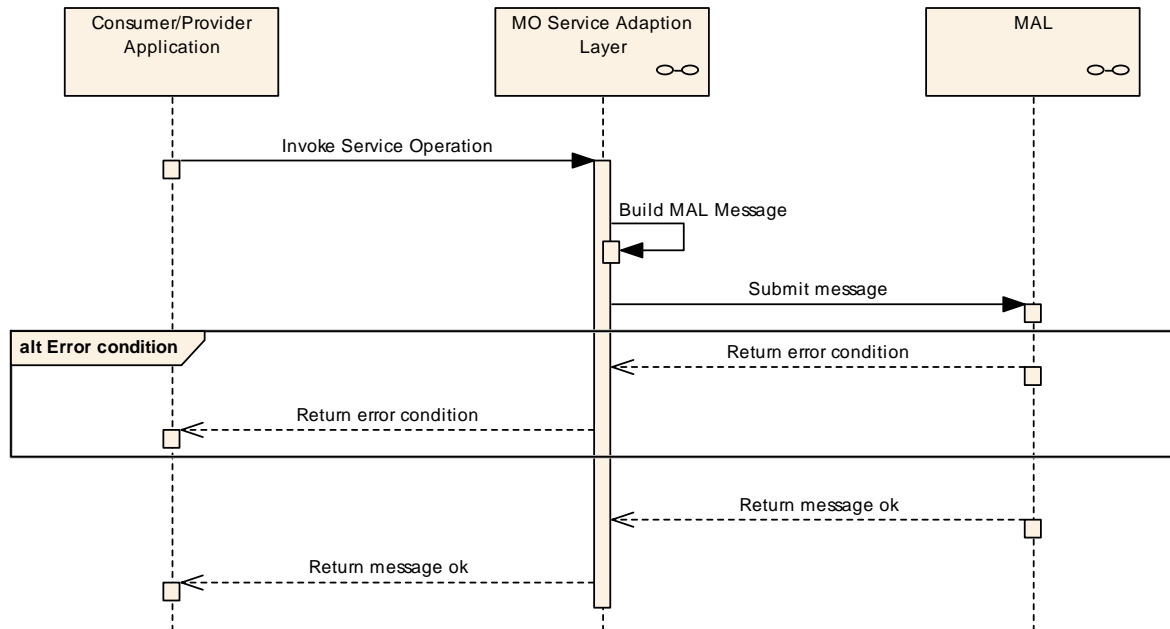 Consumer/Provider
Application
MO Service Adaption
Layer
MAL
Invoke Service Operation
Build MAL Message
Submit message
alt Error condition
Return error condition
Return error condition
Return message ok
Return message ok